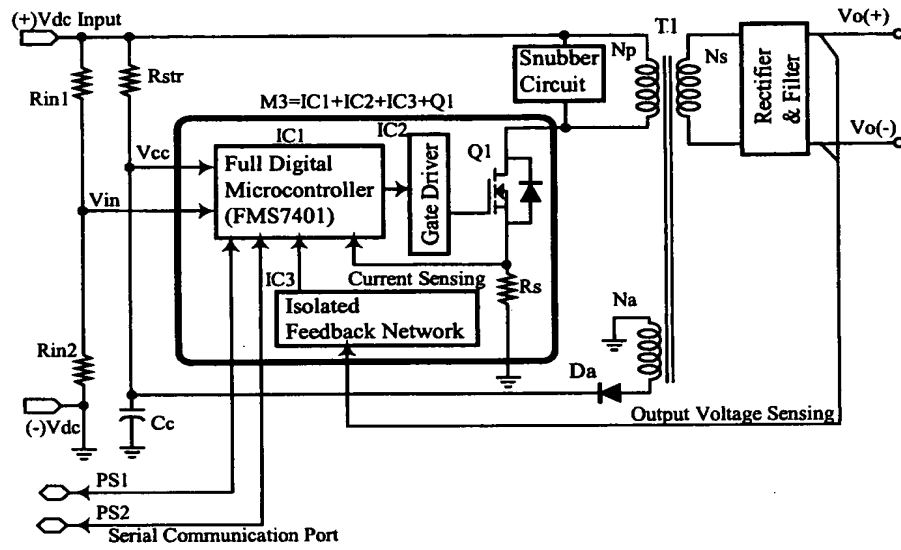 (+)Vdc Input
Vo(+)
T1
Np
Ns
Snubber
Circuit
Rectifier
& Filter
Rin1
Rstr
M3=IC1+IC2+IC3+Q1
IC1
IC2
Vo(-)
Vcc
Full Digital
Microcontroller
(FMS7401)
Gate Driver
Q1
Vin
IC3
Current Sensing
Rs
Isolated
Feedback Network
Na
Rin2
Da
(-)Vdc
Cc
Output Voltage Sensing
PS1
PS2
Serial Communication Port